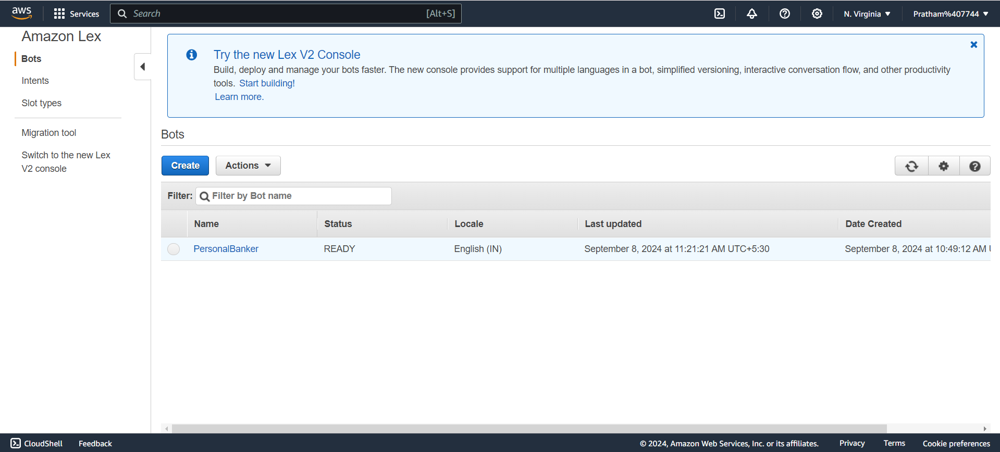 aws
Services
Search
[Alt+S]
N. Virginia
Pratham%407744
Amazon Lex
Bots
Intents
Slot types
Migration tool
Switch to the new Lex
V2 console
Try the new Lex V2 Console
Build, deploy and manage your bots faster. The new console provides support for multiple languages in a bot, simplified versioning, interactive conversation flow, and other productivity
tools. Start building!
Learn more.
Bots
Create
Actions
Filter: Filter by Bot name
Name Status Locale Last updated Date Created
PersonalBanker READY English (IN) September 8, 2024 at 11:21:21 AM UTC+5:30 September 8, 2024 at 10:49:12 AM
CloudShell
Feedback
© 2024, Amazon Web Services, Inc. or its affiliates.
Privacy
Terms
Cookie preferences